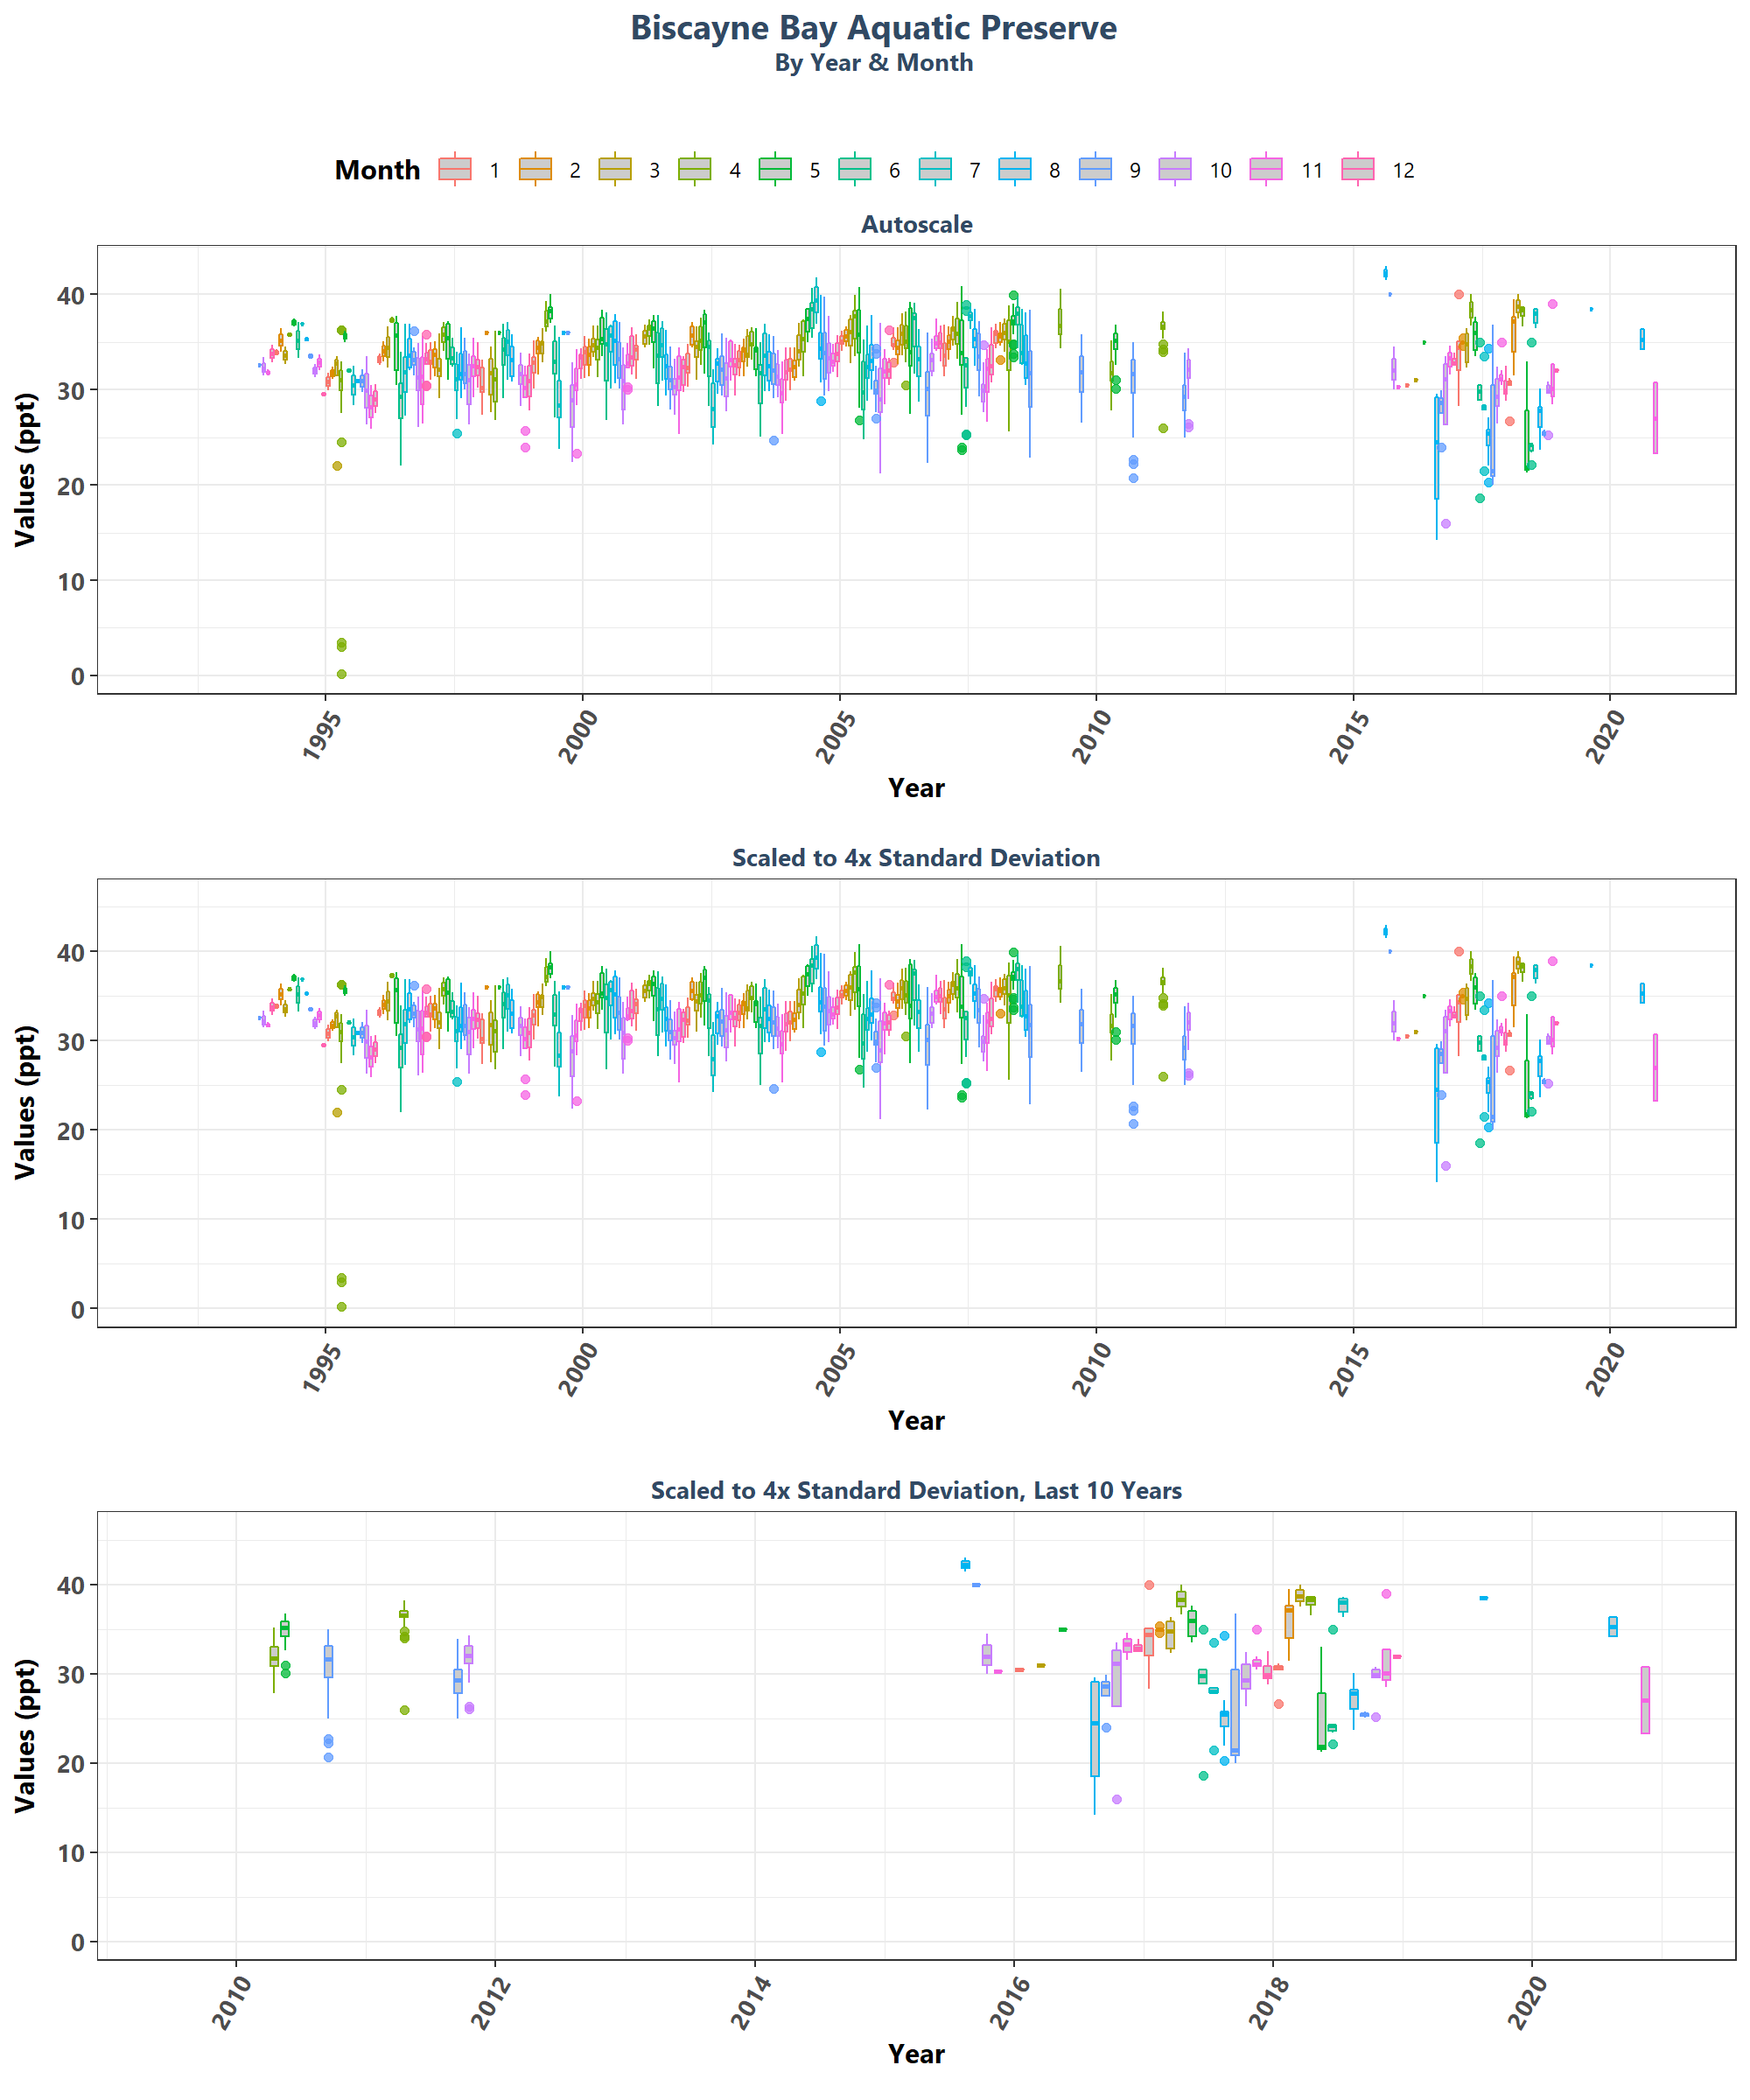 Biscayne Bay Aquatic Preserve
By Year & Month
Month 1 2 3 4 5 6 7 8 9 10 11 12
Autoscale
Values (ppt)
40
30
20
10
0
1995 2000 2005 2010 2015 2020
Year
Scaled to 4x Standard Deviation
Values (ppt)
40
30
20
10
0
1995 2000 2005 2010 2015 2020
Year
Scaled to 4x Standard Deviation, Last 10 Years
Values (ppt)
40
30
20
10
0
2010 2012 2014 2016 2018 2020
Year